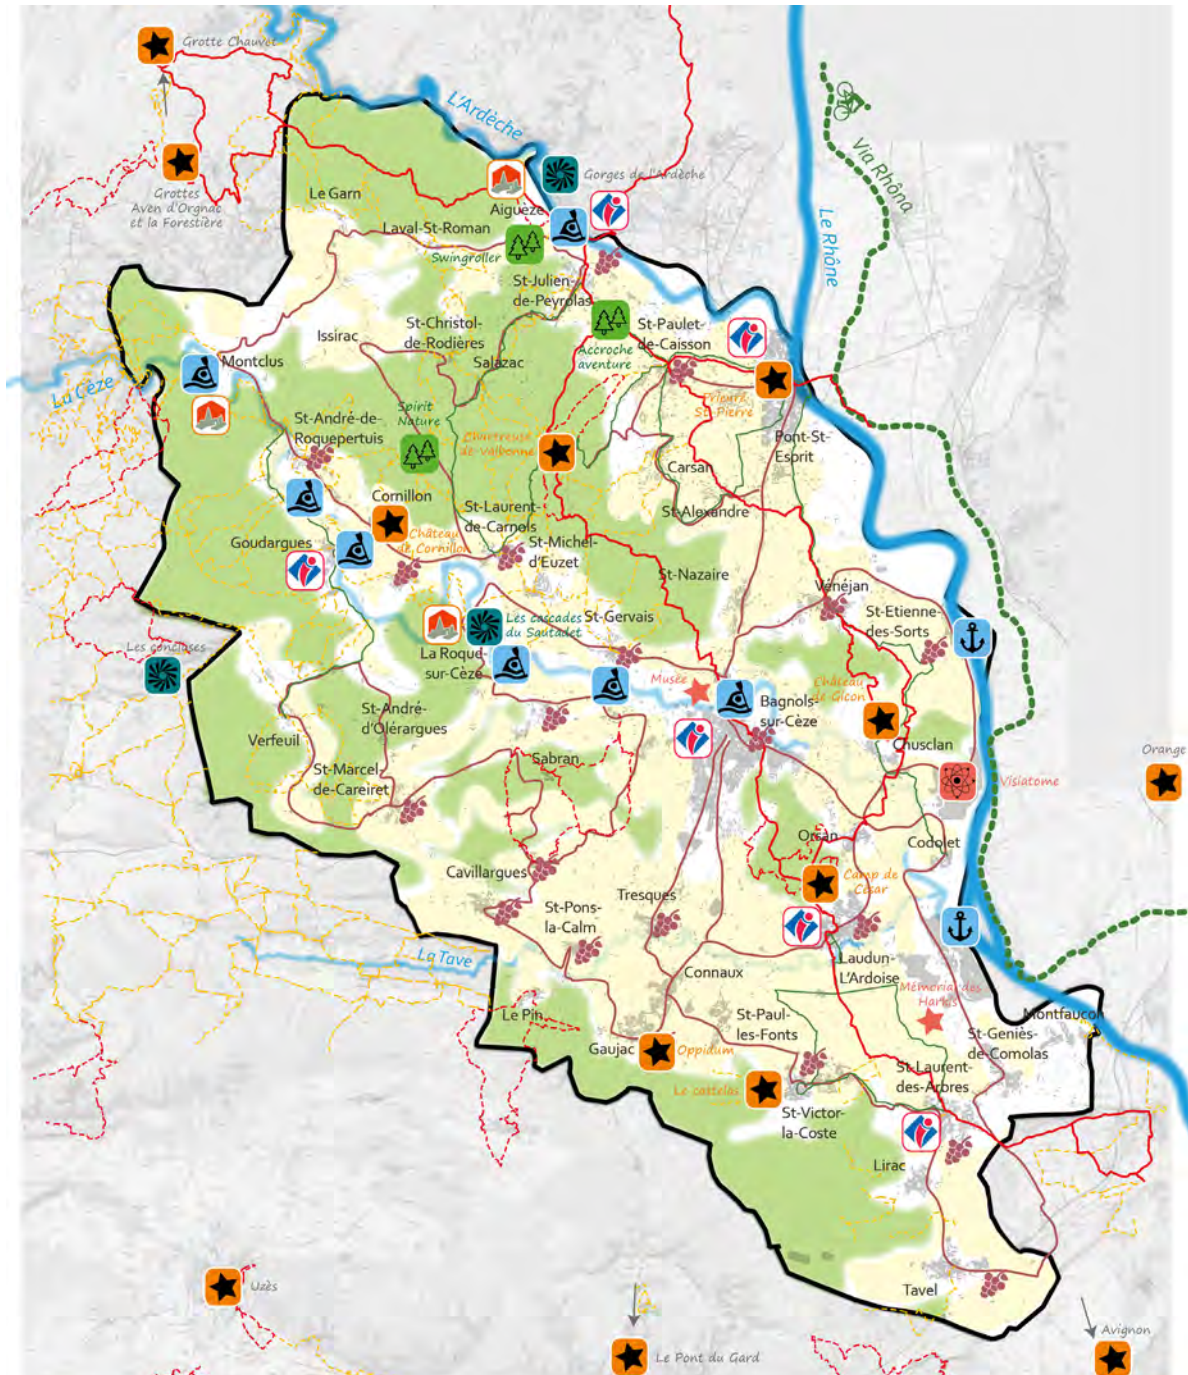 Grotte Chauvet
L'Ardèche
Via Rhôna
Grottes
Aven d'Orgnac
et la Forestière
Le Garn
Gorges de l'Ardèche
Aiguèze
Laval-St-Roman
Swingroller
Le Rhône
St-Julien-
de-Peyrolas
St-Christol-
de-Rodières
Issirac
St-Paulet-
de-Caisson
Accroche
aventure
Salazac
Montclus
La Cèze
Prieuré
St-Pierre
Spirit
Nature
St-André-de-
Roquepertuis
Chartreuse
de Valbonne
Pont-St-
Esprit
Carsan
Cornillon
St-Alexandre
St-Laurent-
de-Carnols
Château
de Cornillon
Goudargues
St-Michel-
d'Euzet
St-Nazaire
Vénéjan
St-Etienne-
des-Sorts
St-Gervais
Les cascades
du Sautadet
Les concluses
La Roque-
sur-Cèze
Musée
Château
de Gicon
Bagnols-
sur-Cèze
St-André-
d'Olérargues
Verfeuil
Chusclan
Orange
Sabran
St-Marcel-
de-Careiret
Visiatome
Orsan
Codolet
Cavillargues
Camp de
César
Tresques
St-Pons-
la-Calm
La Tave
Laudun-
L'Ardoise
Connaux
Mémorial des
Harkis
Le Pin
St-Paul-
les-Fonts
Montfaucon
St-Geniès-
de-Comolas
Gaujac
Oppidum
St-Laurent-
des-Arbres
Le castelas
St-Victor-
la-Coste
Lirac
Uzès
Tavel
Avignon
Le Pont du Gard